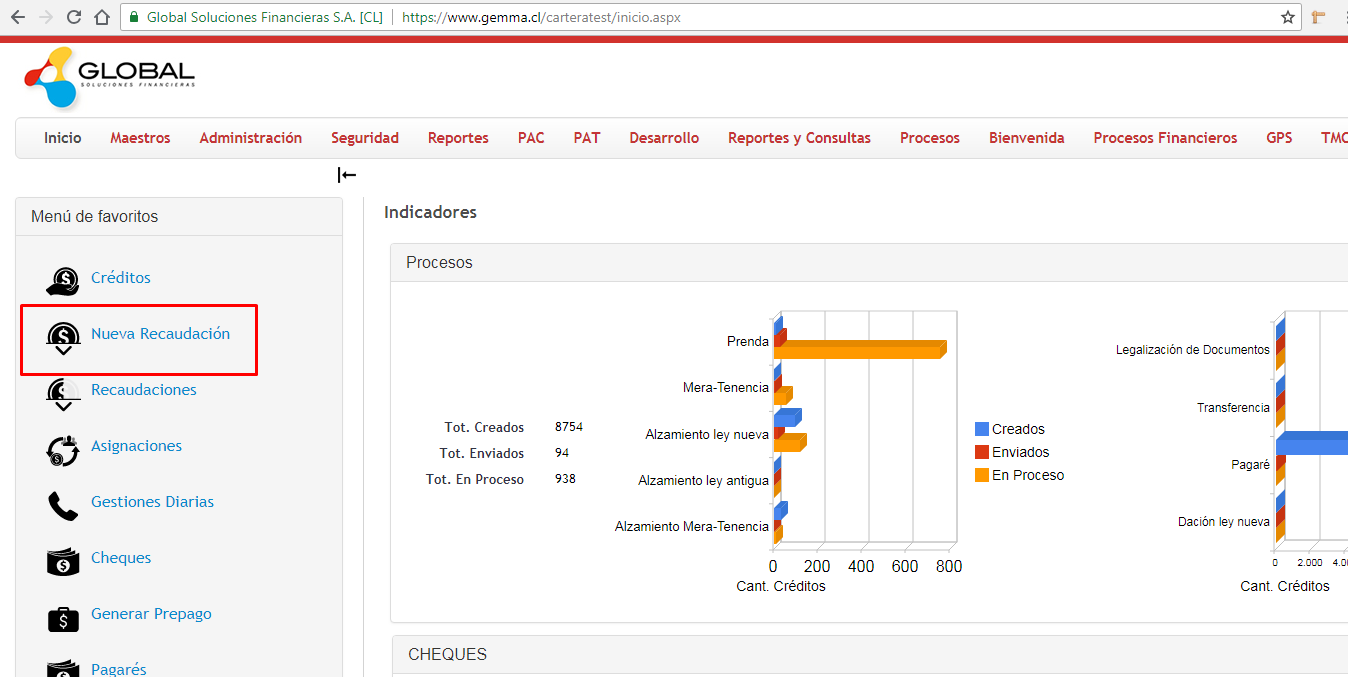 Global Soluciones Financieras S.A. [CL] https://www.gemma.cl/carteratest/inicio.aspx
GLOBAL
SOLUCIONES FINANCIERAS
Inicio Maestros Administración Seguridad Reportes PAC PAT Desarrollo Reportes y Consultas Procesos Bienvenida Procesos Financieros GPS TMC
Menú de favoritos
Créditos
Nueva Recaudación
Recaudaciones
Asignaciones
Gestiones Diarias
Cheques
Generar Prepago
Pagarés
Indicadores
Procesos
Tot. Creados 8754
Tot. Enviados 94
Tot. En Proceso 938
Prenda
Mera-Tenencia
Alzamiento ley nueva
Alzamiento ley antigua
Alzamiento Mera-Tenencia
0 200 400 600 800
Cant. Créditos
Creados
Enviados
En Proceso
Legalización de Documentos
Transferencia
Pagaré
Dación ley nueva
0 2.000 4.0
Cant. Créditos
CHEQUES